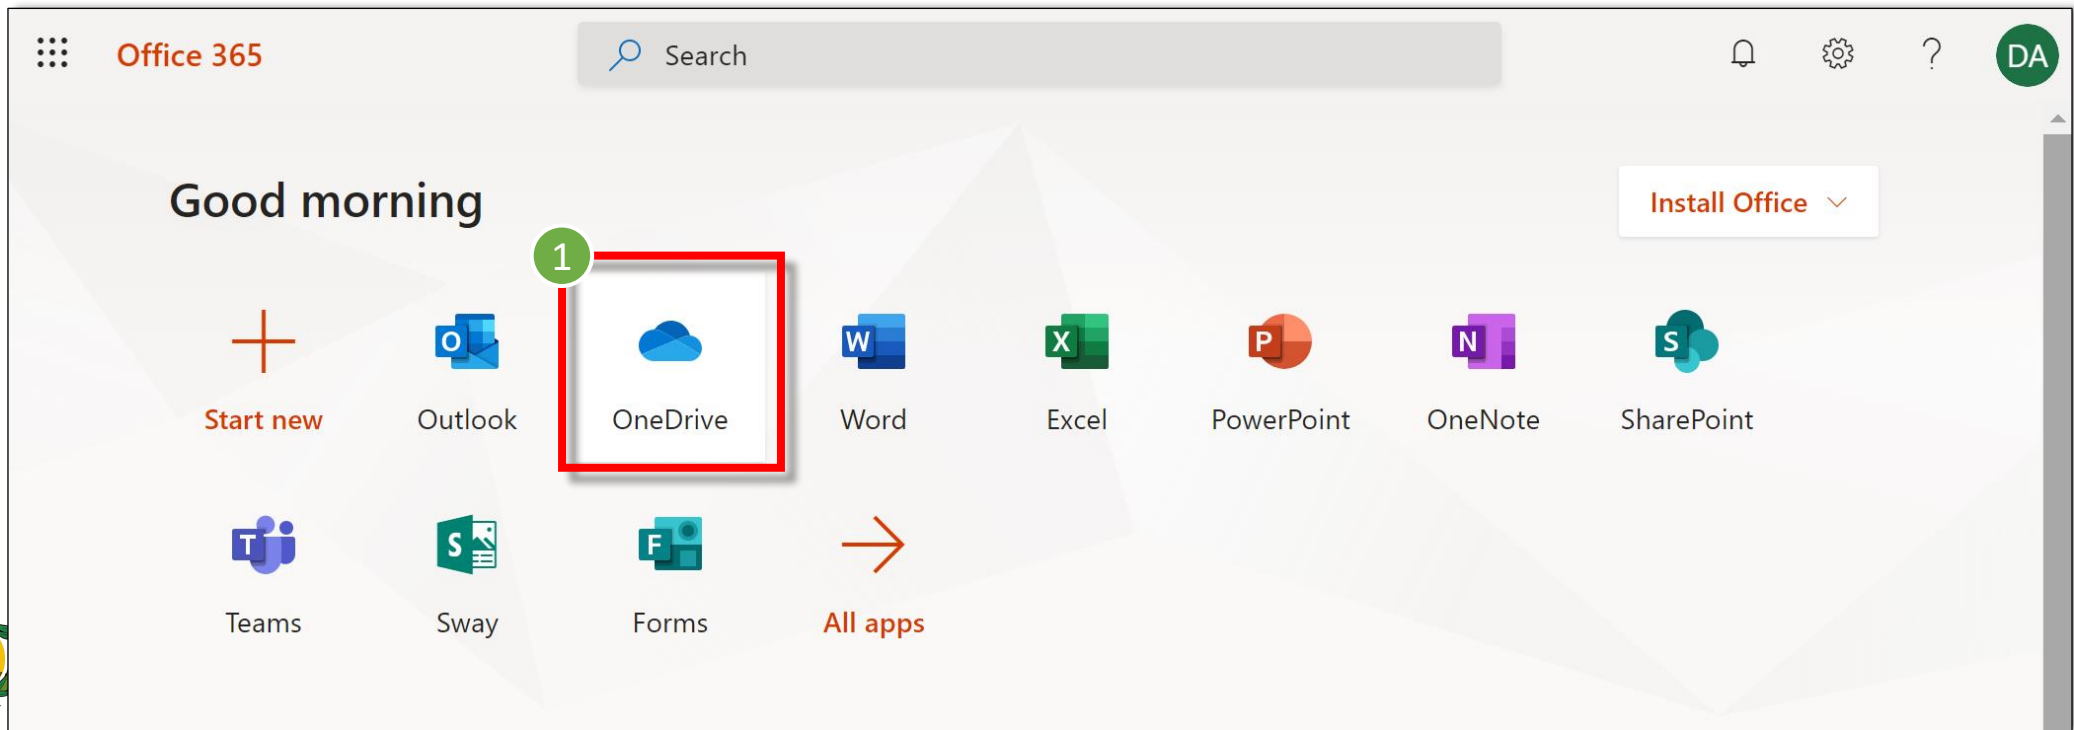 Office 365
Search
DA
Good morning
Install Office
1
Start new
O
Outlook
OneDrive
W
Word
X
Excel
P
PowerPoint
N
OneNote
S
SharePoint
T
Teams
S
Sway
F
Forms
All apps